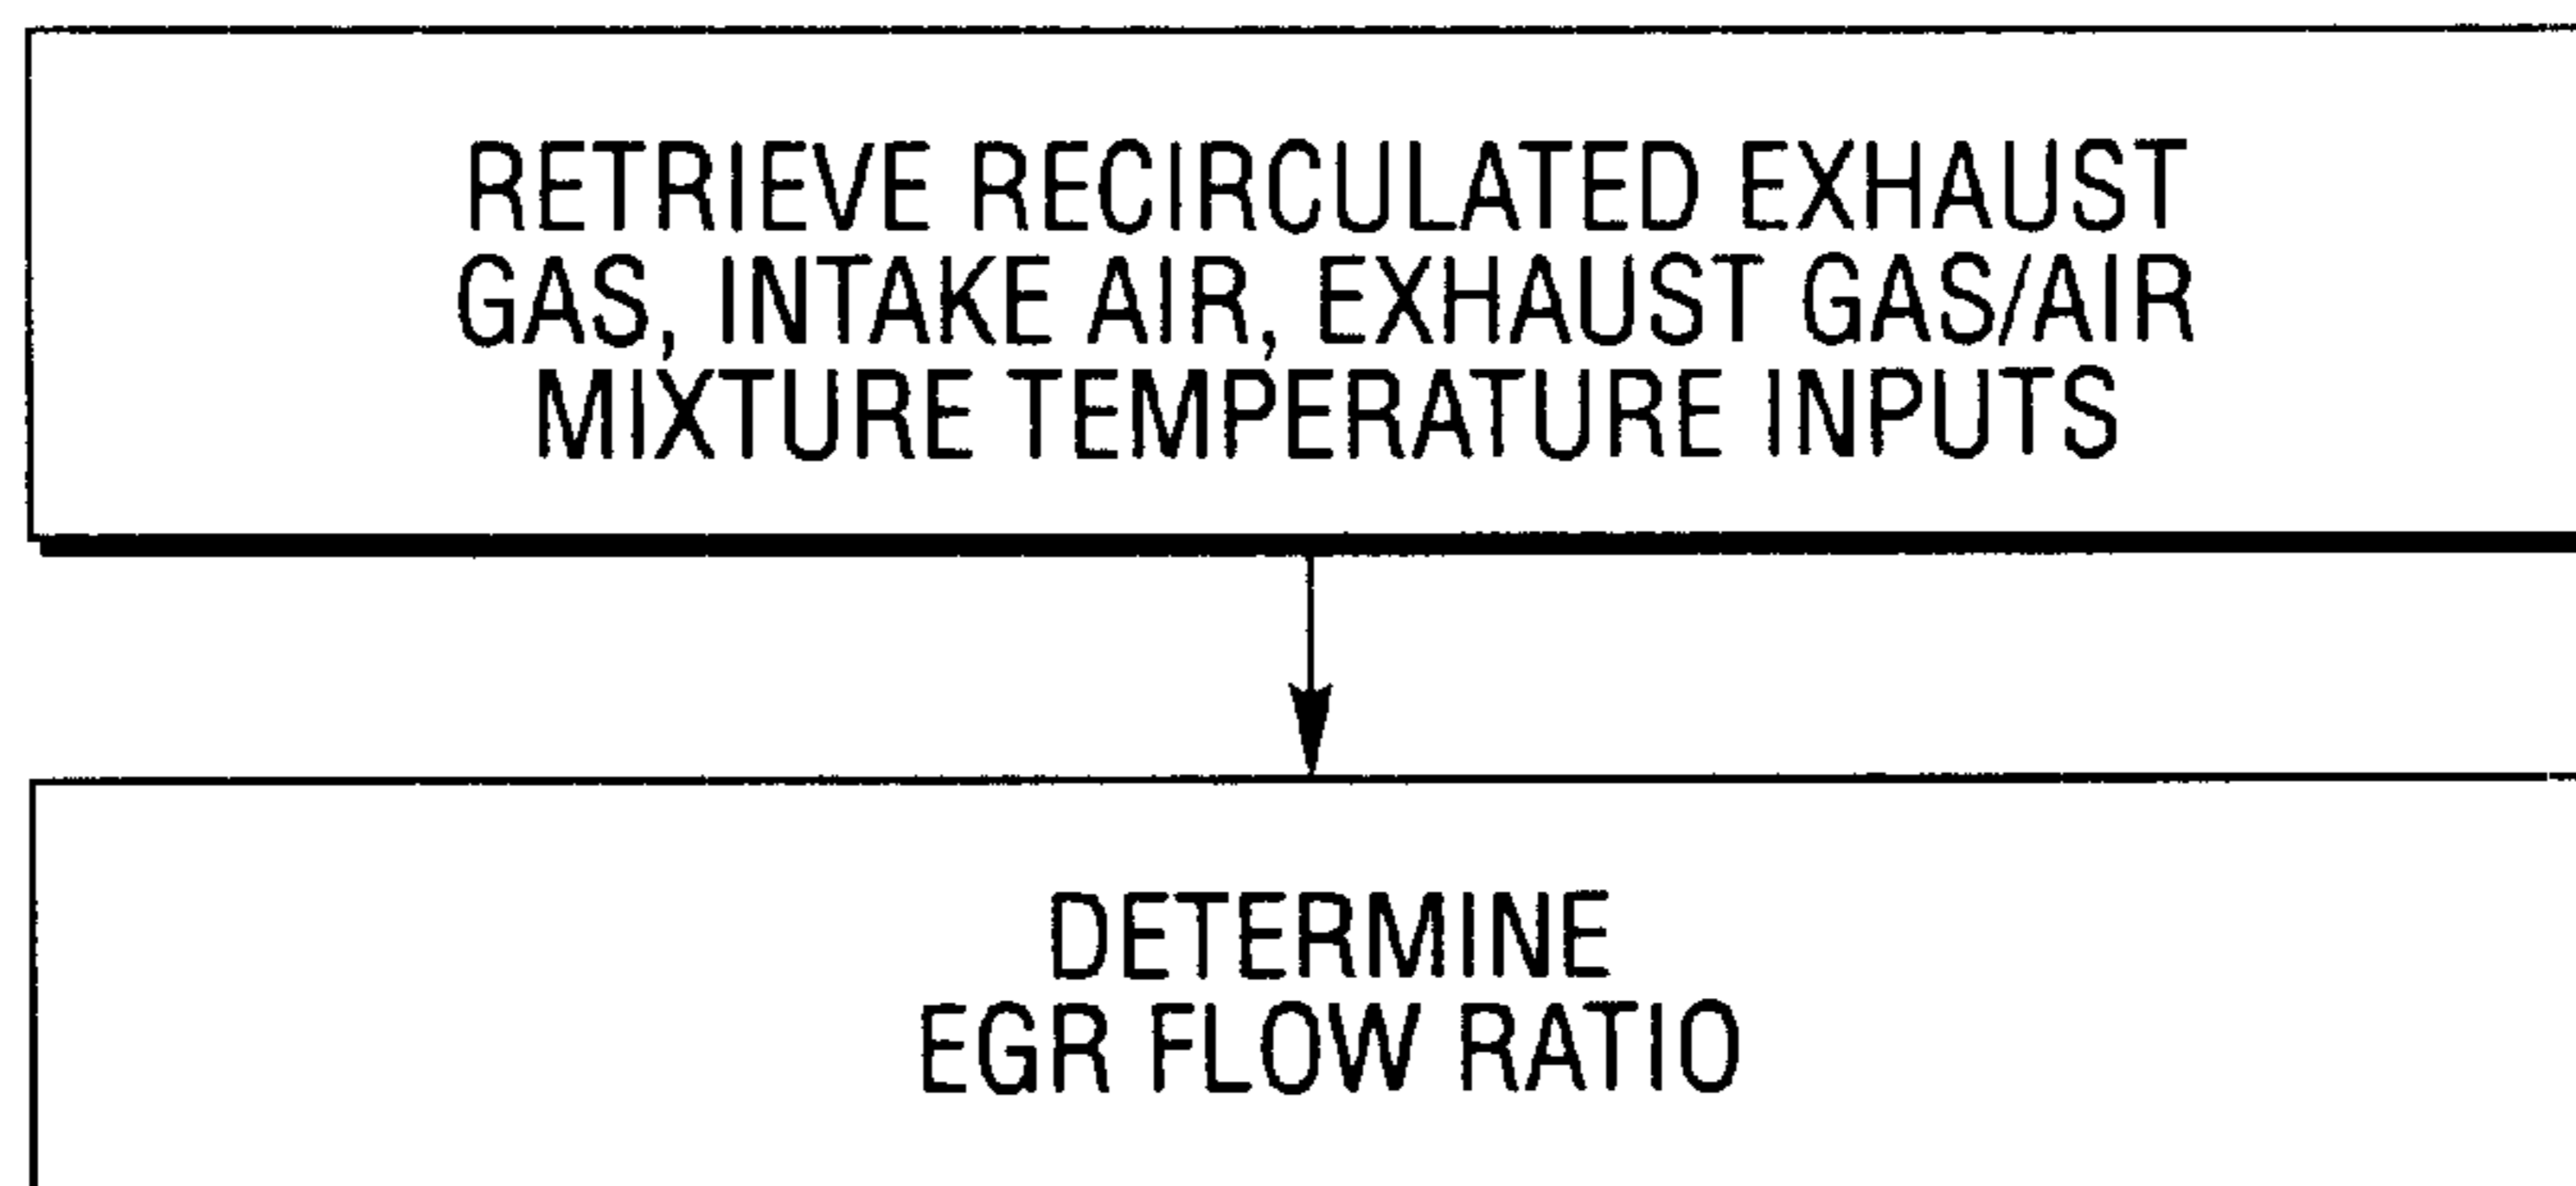 RETRIEVE RECIRCULATED EXHAUST
GAS, INTAKE AIR, EXHAUST GAS/AIR
MIXTURE TEMPERATURE INPUTS
DETERMINE
EGR FLOW RATIO